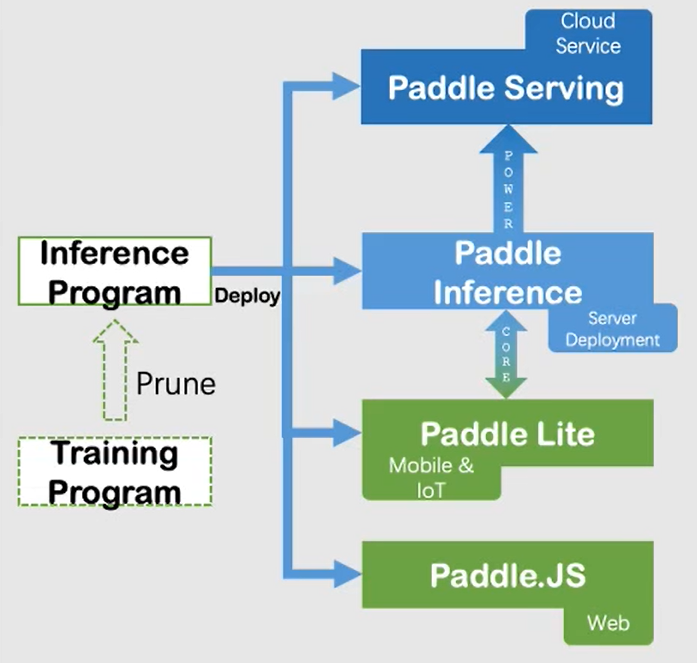 Cloud
Service
Paddle Serving
POWER
Inference
Program
Deploy
Paddle
Inference
Server
Deployment
CORE
Prune
Training
Program
Paddle Lite
Mobile &
IoT
Paddle.JS
Web